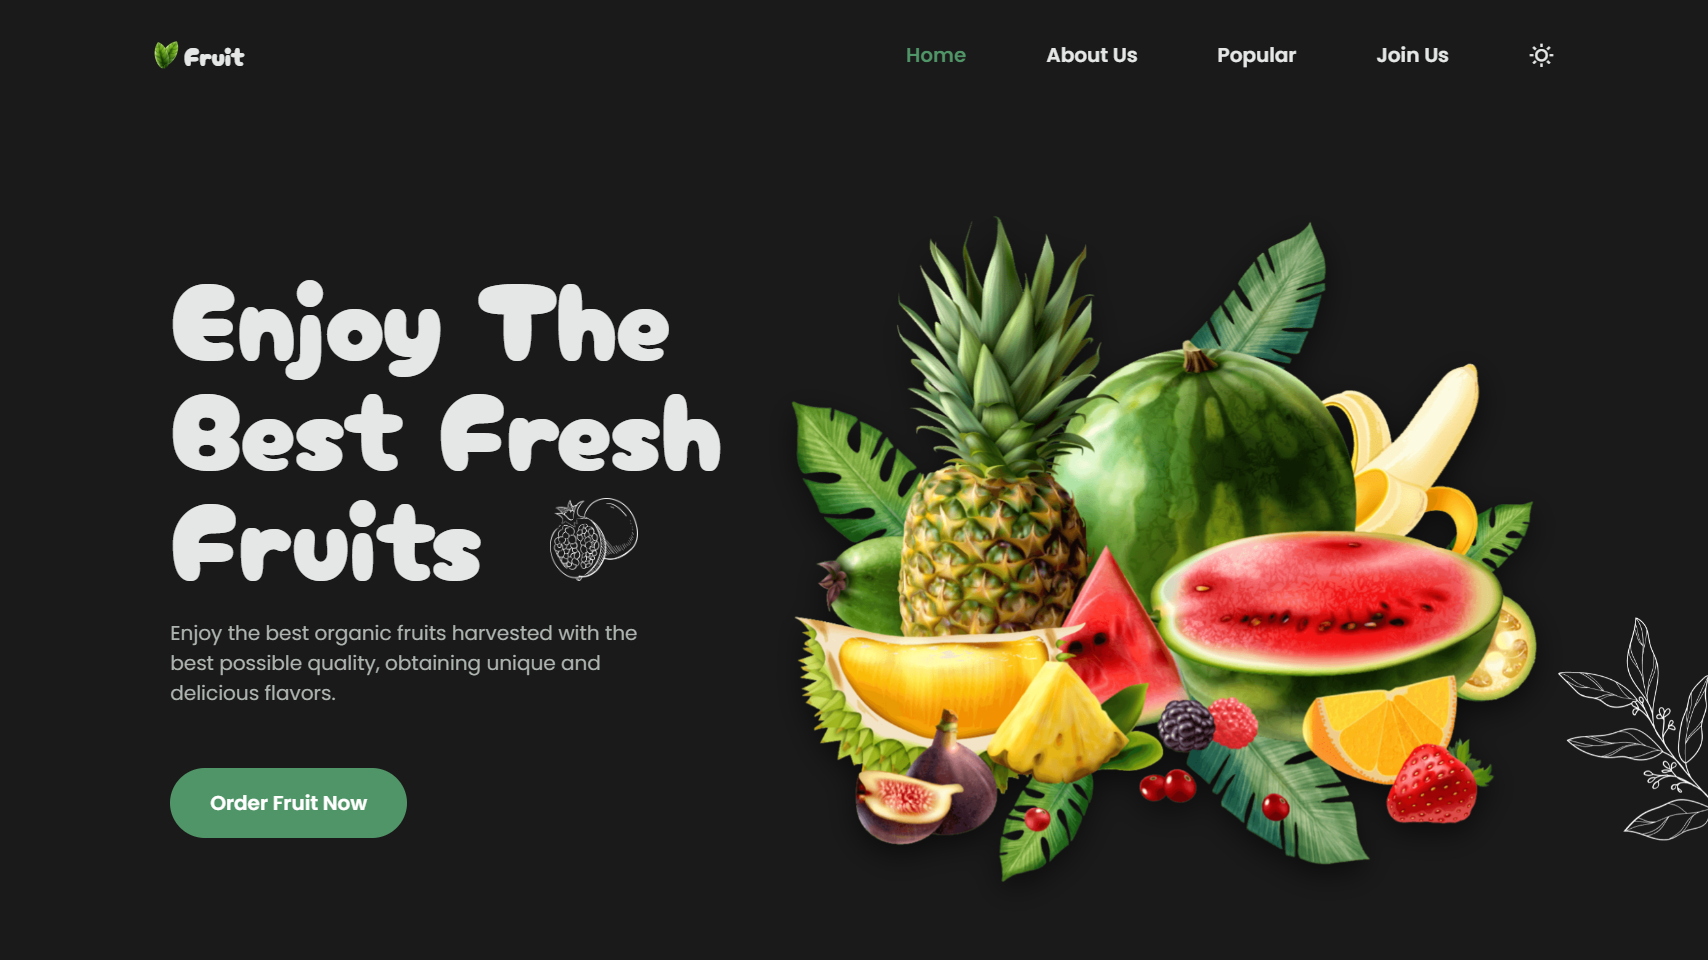 Fruit
Home
About Us
Popular
Join Us
Enjoy The
Best Fresh
Fruits
Enjoy the best organic fruits harvested with the
best possible quality, obtaining unique and
delicious flavors.
Order Fruit Now